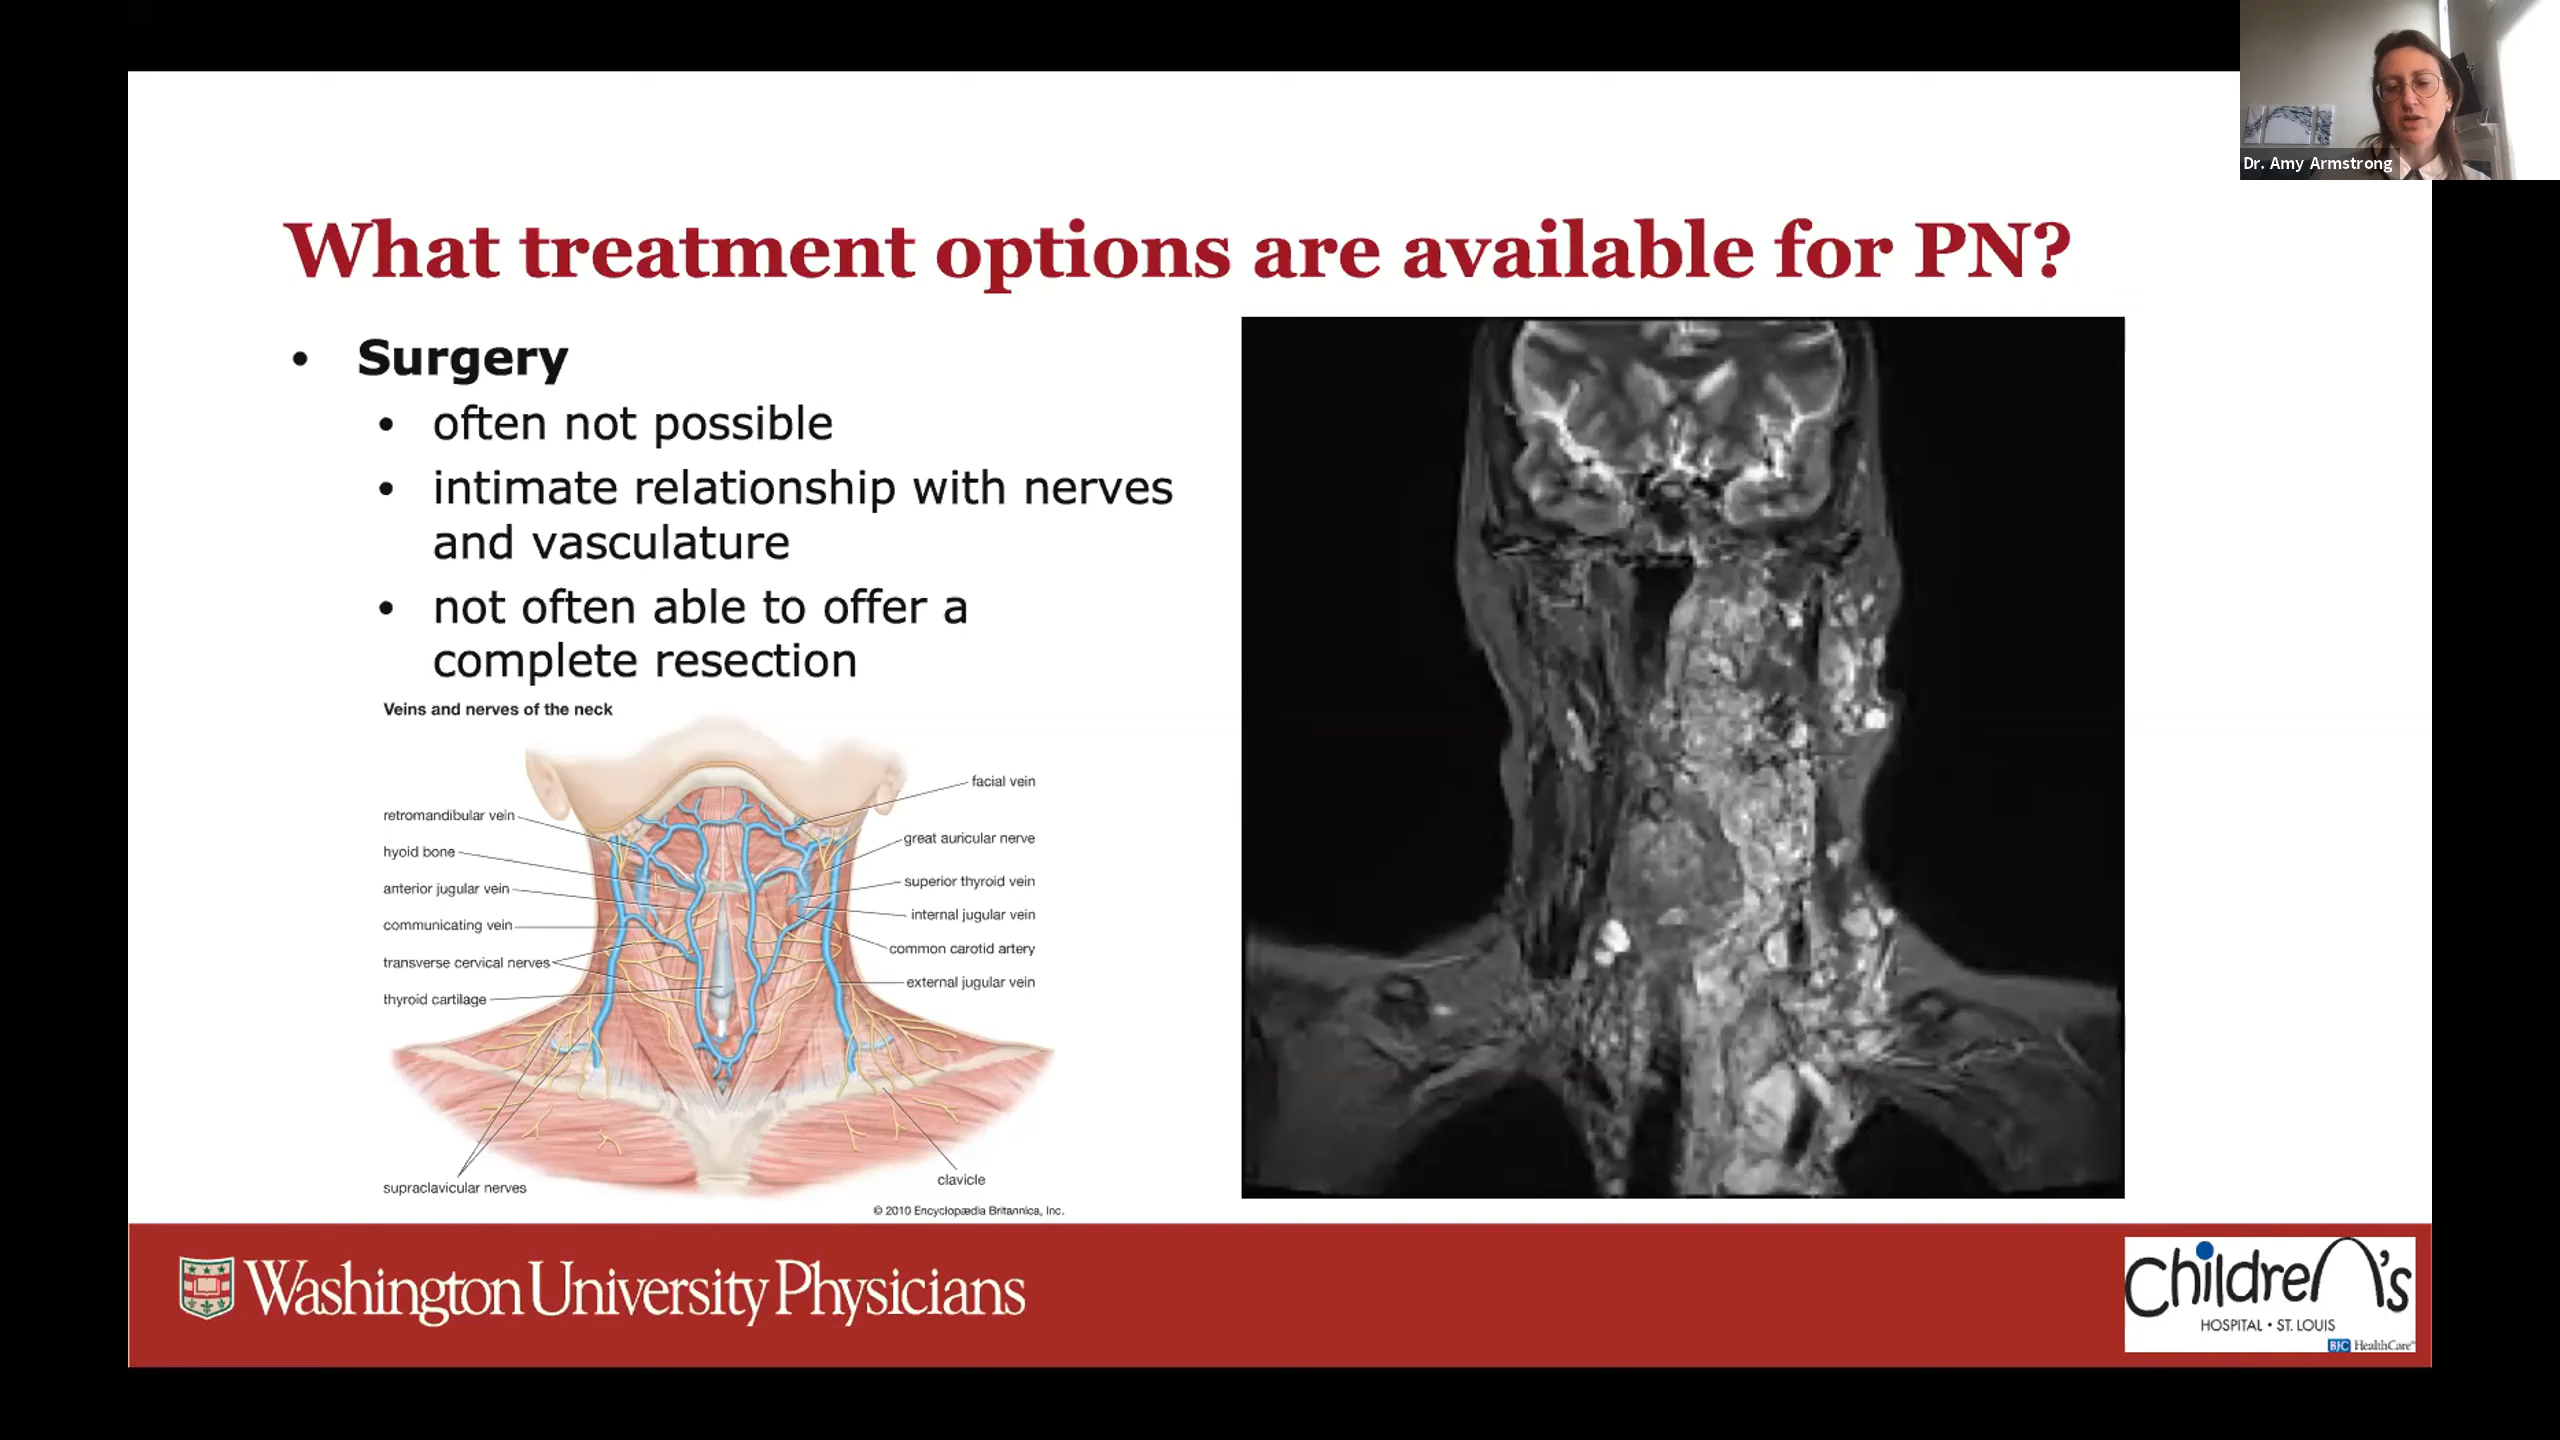 Dr. Amy Armstrong
What treatment options are available for PN?
• Surgery
• often not possible
• intimate relationship with nerves
and vasculature
• not often able to offer a
complete resection
Veins and nerves of the neck
retromandibular vein
hyoid bone
anterior jugular vein
communicating vein
transverse cervical nerves
thyroid cartilage
supraclavicular nerves
facial vein
great auricular nerve
superior thyroid vein
internal jugular vein
common carotid artery
external jugular vein
clavicle
© 2010 Encyclopædia Britannica, Inc.
Washington University Physicians
Children's
HOSPITAL • ST. LOUIS
BJC HealthCare